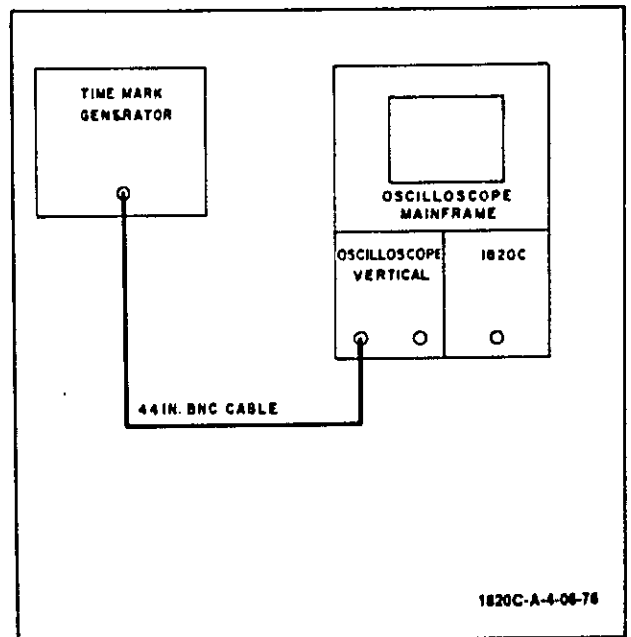 TIME MARK
GENERATOR
OSCILLOSCOPE
MAINFRAME
OSCILLOSCOPE
VERTICAL
1820C
44 IN. BNC CABLE
1820C-A-4-06-76